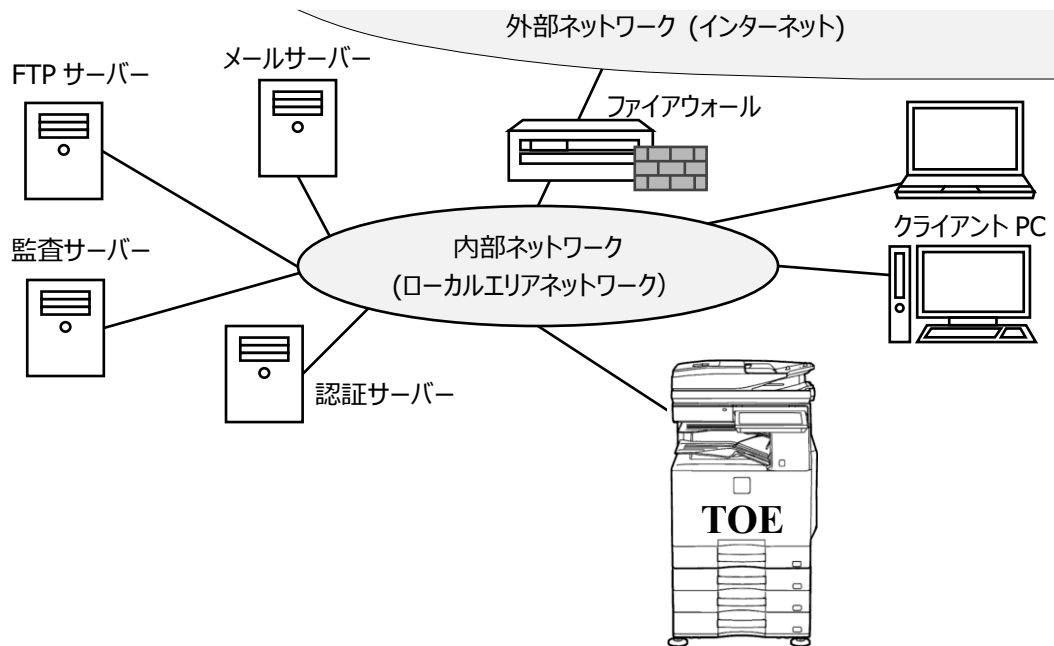 外部ネットワーク (インターネット)
メールサーバー
FTP サーバー
ファイアウォール
クライアント PC
内部ネットワーク
(ローカルエリアネットワーク)
監査サーバー
認証サーバー
TOE